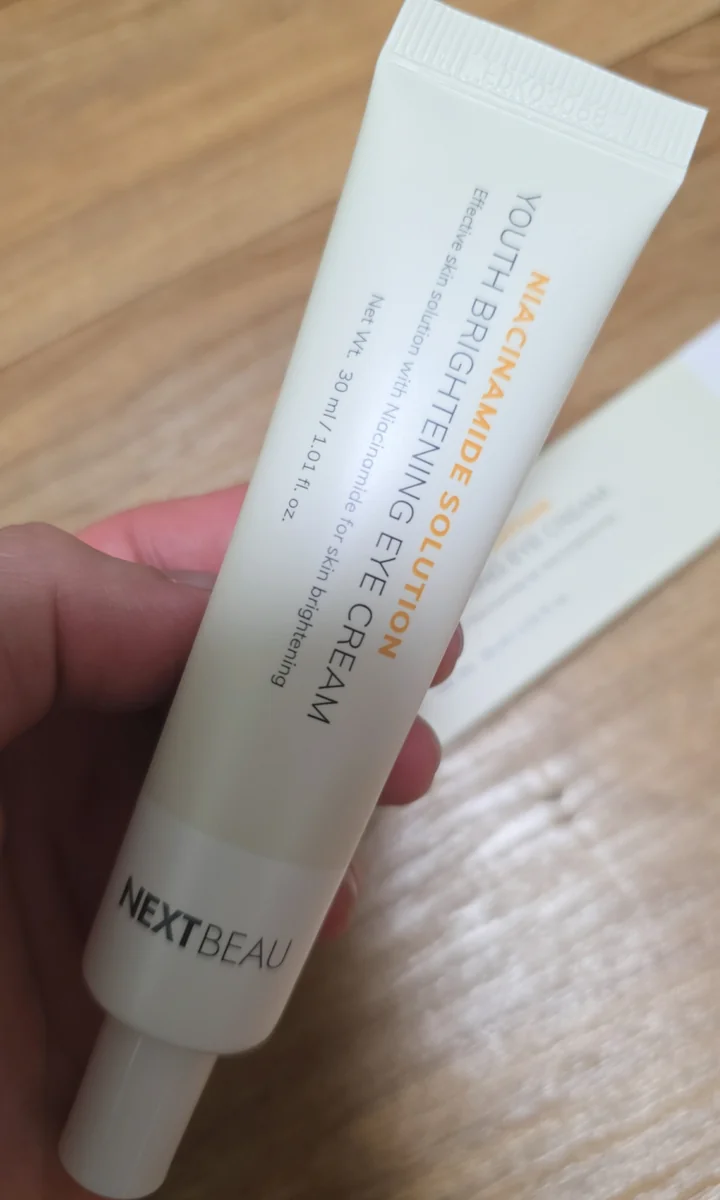 NIACINAMIDE SOLUTION
YOUTH BRIGHTENING EYE CREAM
Effective skin solution with Niacinamide for skin brightening
Net Wt. 30 ml / 1.01 fl. oz.
NEXTBEAU